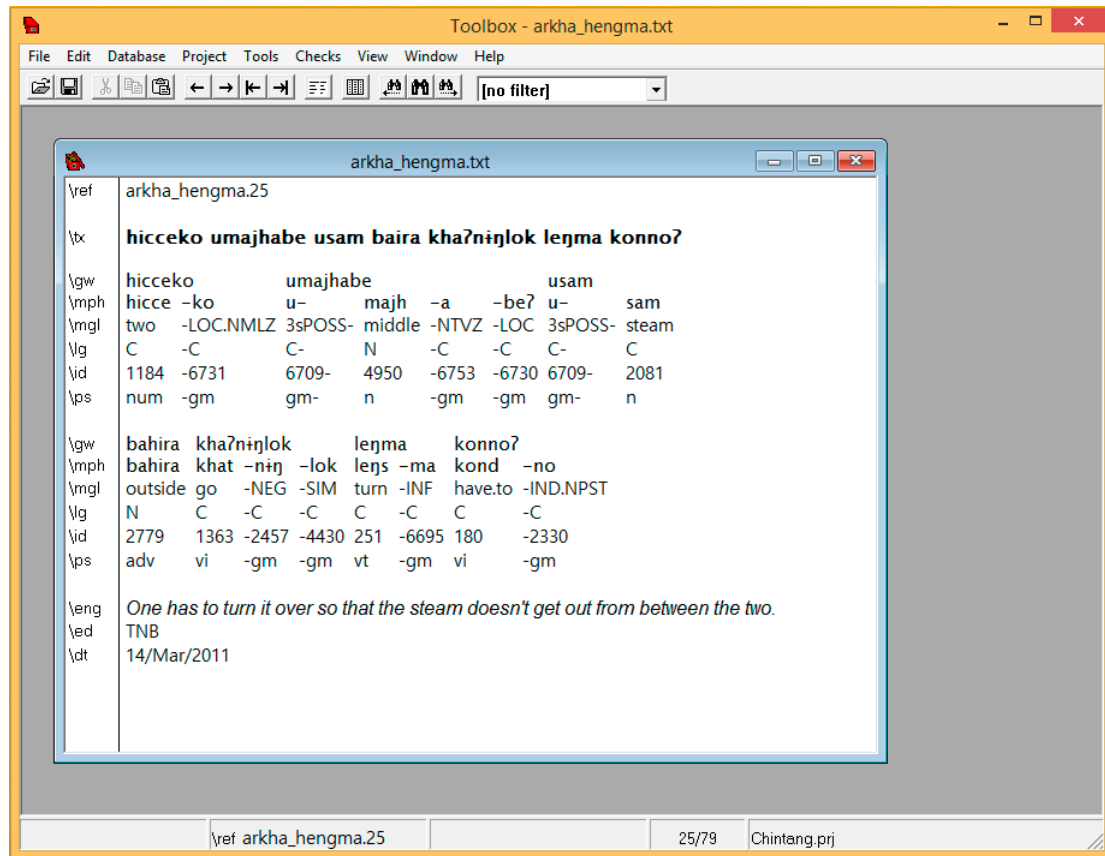 Toolbox - arkha_hengma.txt
File Edit Database Project Tools Checks View Window Help
[no filter]
arkha_hengma.txt
\ref arkha_hengma.25
\tx hicceko umajhabe usam baira khaʔnɨŋlok leŋma konnoʔ
\gw hicceko umajhabe usam
\mph hicce -ko u- majh -a -beʔ u- sam
\mgl two -LOC.NMLZ 3sPOSS- middle -NTVZ -LOC 3sPOSS- steam
\lg C -C C- N -C -C C- C
\id 1184 -6731 6709- 4950 -6753 -6730 6709- 2081
\ps num -gm gm- n -gm -gm gm- n
\gw bahira khaʔnɨŋlok leŋma konnoʔ
\mph bahira khat -nɨŋ -lok leŋs -ma kond -no
\mgl outside go -NEG -SIM turn -INF have.to -IND.NPST
\lg N C -C -C C -C C -C
\id 2779 1363 -2457 -4430 251 -6695 180 -2330
\ps adv vi -gm -gm vt -gm vi -gm
\eng One has to turn it over so that the steam doesn't get out from between the two.
\ed TNB
\dt 14/Mar/2011
\ref arkha_hengma.25 25/79 Chintang.prj